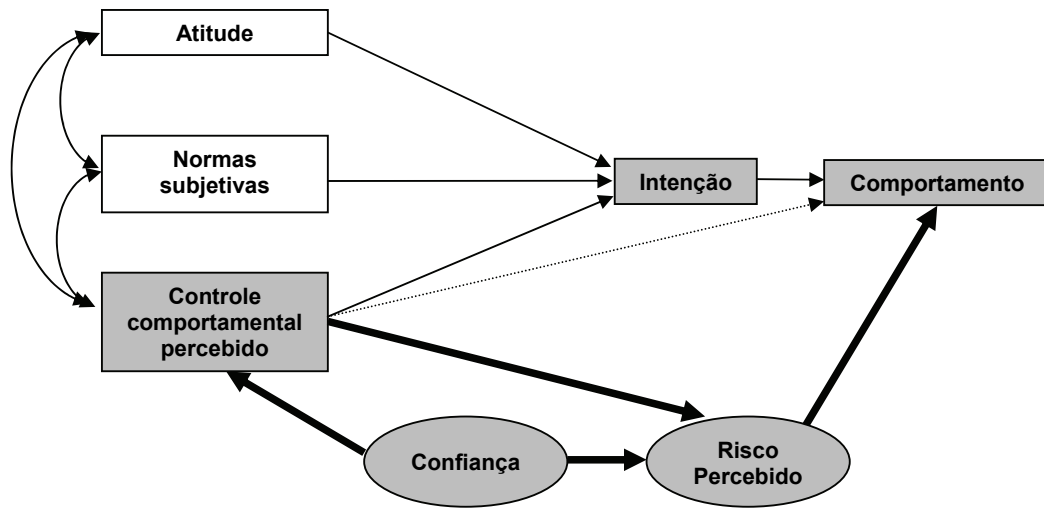 Atitude
Normas
subjetivas
Intenção
Comportamento
Controle
comportamental
percebido
Confiança
Risco
Percebido